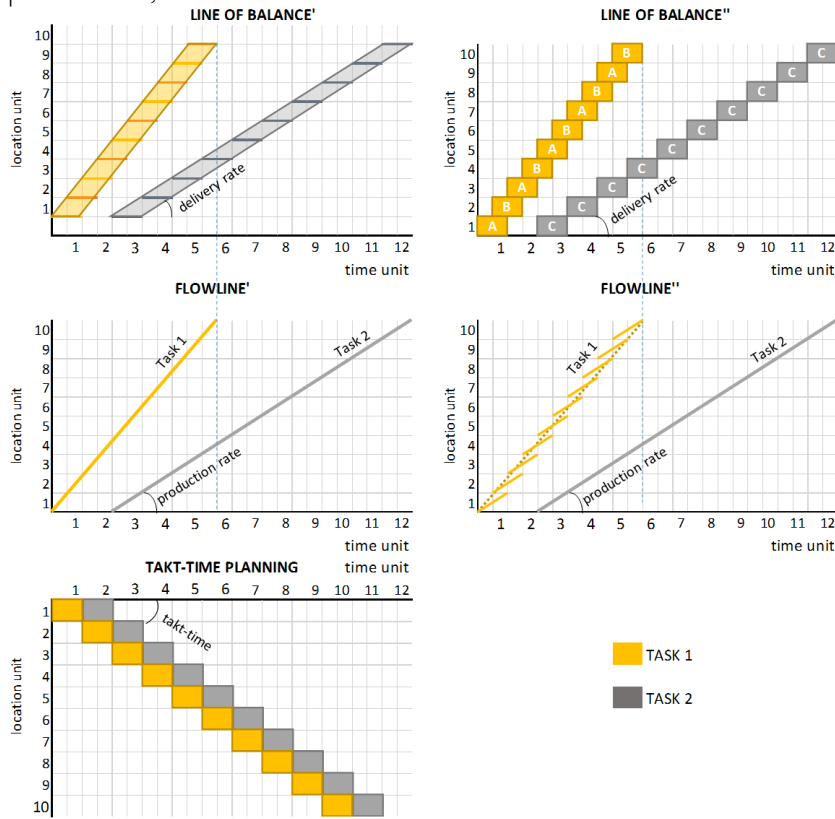 LINE OF BALANCE'
10
9
8
7
6
5
4
3
2
1
location unit
delivery rate
1 2 3 4 5 6 7 8 9 10 11 12
time unit
LINE OF BALANCE''
10
9
8
7
6
5
4
3
2
1
location unit
B C
A C
B C
A C
B C
A C
B C
A C
B C
A C
delivery rate
1 2 3 4 5 6 7 8 9 10 11 12
time unit
FLOWLINE'
10
9
8
7
6
5
4
3
2
1
location unit
Task 1
Task 2
production rate
1 2 3 4 5 6 7 8 9 10 11 12
time unit
FLOWLINE''
10
9
8
7
6
5
4
3
2
1
location unit
Task 1
Task 2
production rate
1 2 3 4 5 6 7 8 9 10 11 12
time unit
TAKT-TIME PLANNING
time unit
1 2 3 4 5 6 7 8 9 10 11 12
1
2
3
4
5
6
7
8
9
10
location unit
takt-time
TASK 1
TASK 2